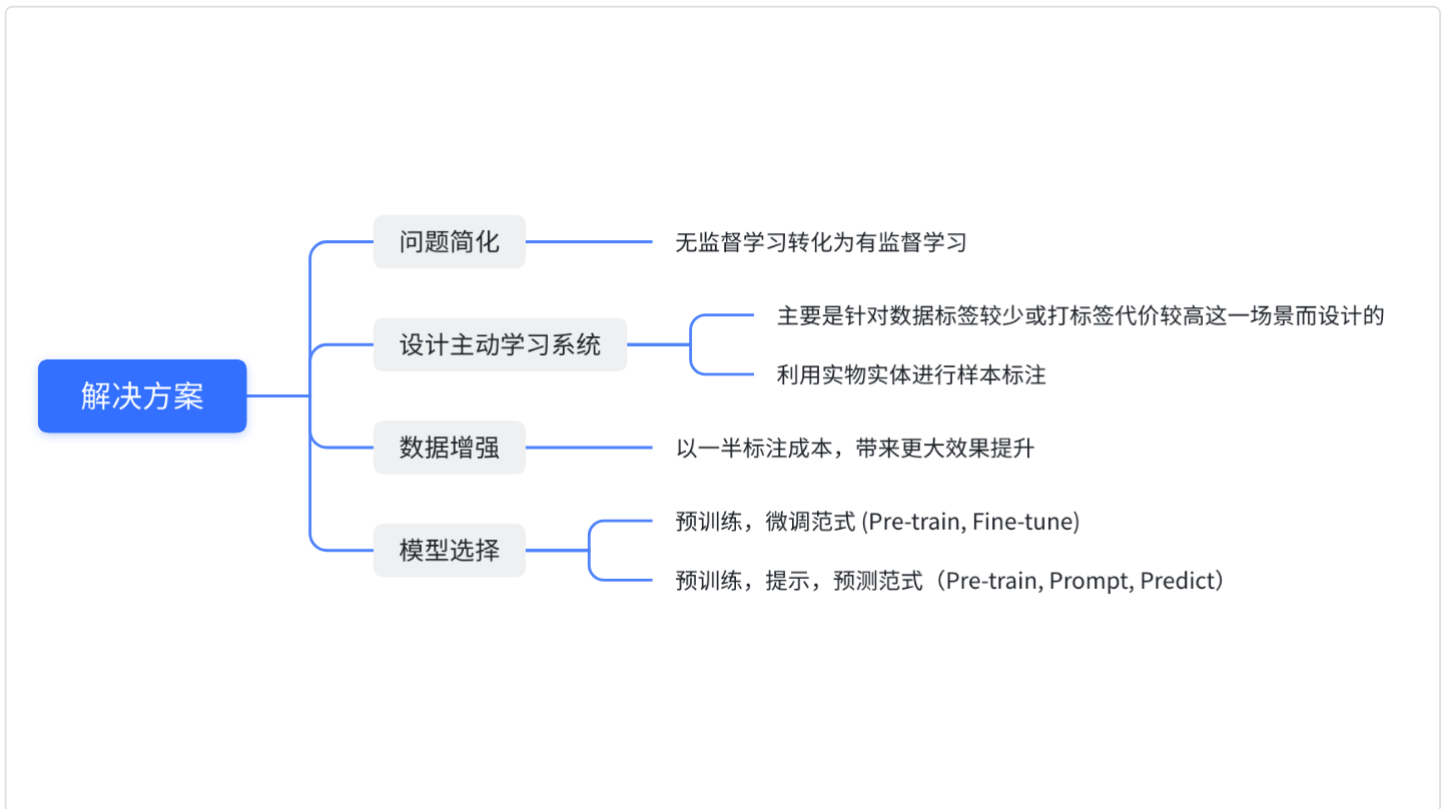 解决方案
问题简化
无监督学习转化为有监督学习
设计主动学习系统
主要是针对数据标签较少或打标签代价较高这一场景而设计的
利用实物实体进行样本标注
数据增强
以一半标注成本，带来更大效果提升
模型选择
预训练，微调范式 (Pre-train, Fine-tune)
预训练，提示，预测范式（Pre-train, Prompt, Predict）